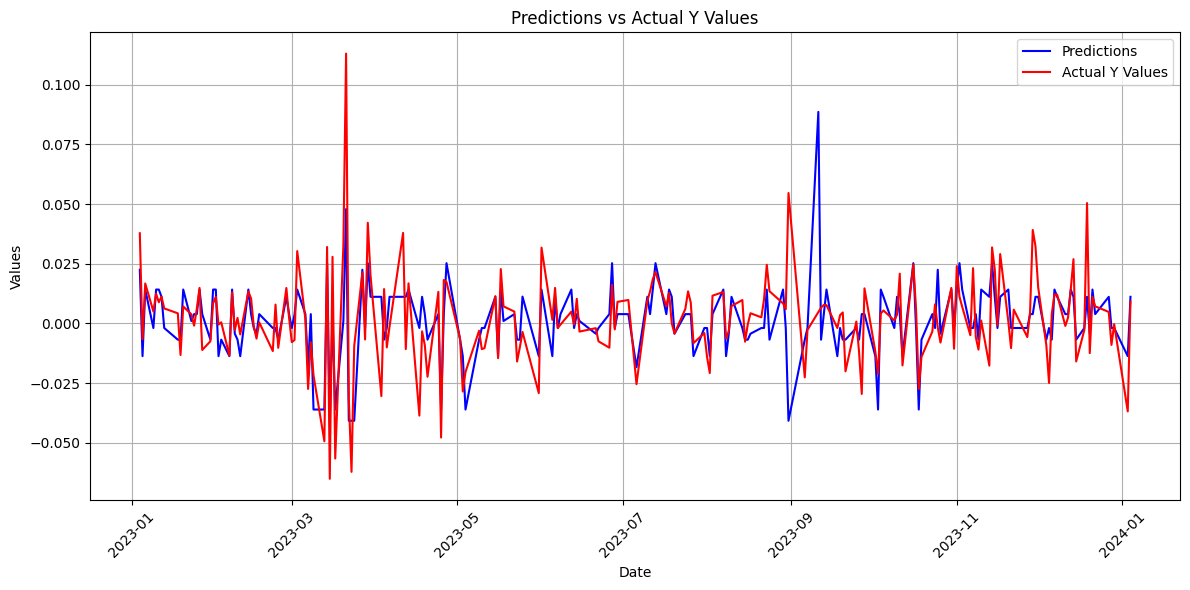 Predictions vs Actual Y Values
Predictions
Actual Y Values
Values
0.100
0.075
0.050
0.025
0.000
−0.025
−0.050
2023-01
2023-03
2023-05
2023-07
2023-09
2023-11
2024-01
Date